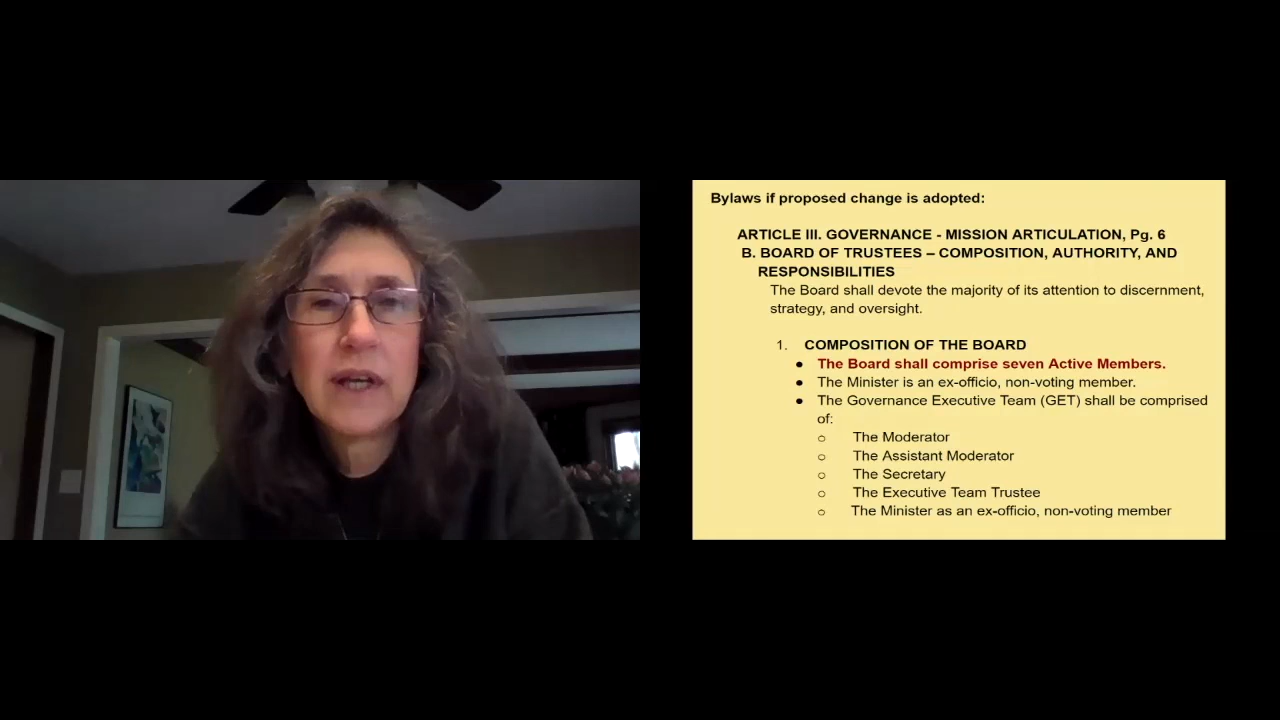 Bylaws if proposed change is adopted:
ARTICLE III. GOVERNANCE - MISSION ARTICULATION, Pg. 6
B. BOARD OF TRUSTEES – COMPOSITION, AUTHORITY, AND
RESPONSIBILITIES
The Board shall devote the majority of its attention to discernment,
strategy, and oversight.
1. COMPOSITION OF THE BOARD
● The Board shall comprise seven Active Members.
● The Minister is an ex-officio, non-voting member.
● The Governance Executive Team (GET) shall be comprised
of:
○ The Moderator
○ The Assistant Moderator
○ The Secretary
○ The Executive Team Trustee
○ The Minister as an ex-officio, non-voting member